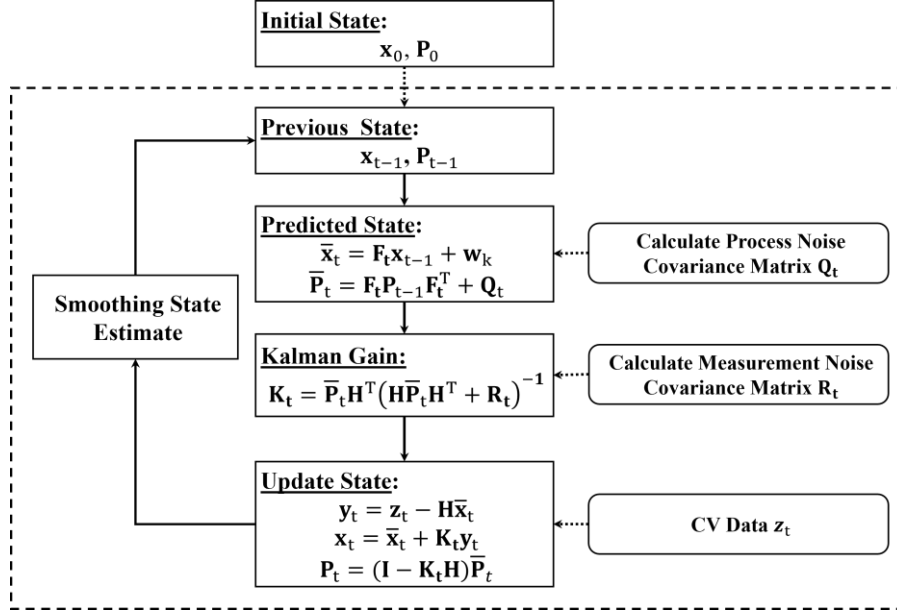 Initial State:
x₀, P₀
Previous State:
xₜ₋₁, Pₜ₋₁
Predicted State:
x̄ₜ = Fₜxₜ₋₁ + wₖ
P̄ₜ = FₜPₜ₋₁Fₜᵀ + Qₜ
Calculate Process Noise
Covariance Matrix Qₜ
Smoothing State
Estimate
Kalman Gain:
Kₜ = P̄ₜHᵀ(HP̄ₜHᵀ + Rₜ)⁻¹
Calculate Measurement Noise
Covariance Matrix Rₜ
Update State:
yₜ = zₜ − Hx̄ₜ
xₜ = x̄ₜ + Kₜyₜ
Pₜ = (I − KₜH)P̄ₜ
CV Data zₜ